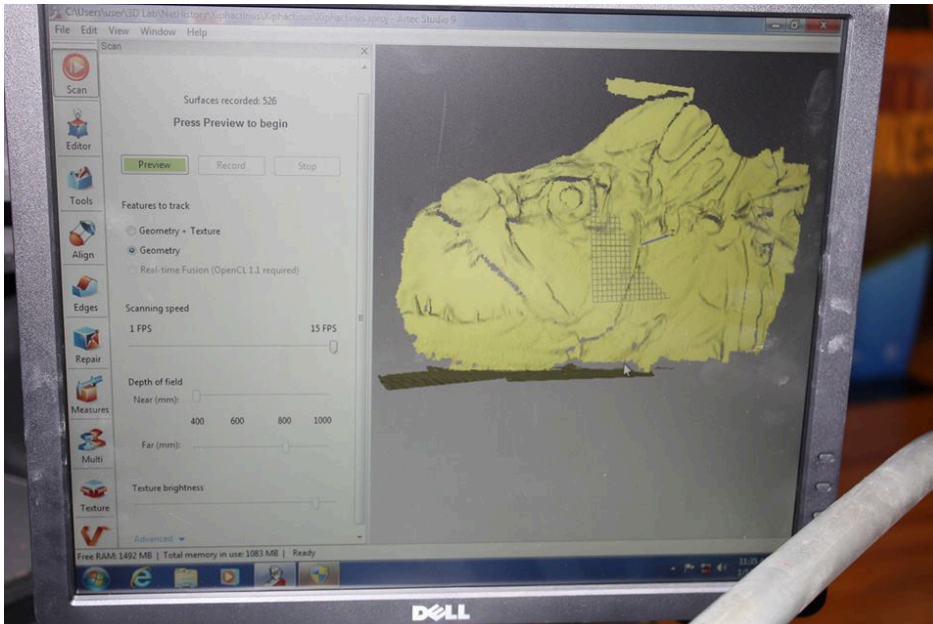 C:\Users\user\3D Lab\NatHistory\Xiphactinus\Xiphactinus\Xiphactinus.sproj - Artec Studio 9
File Edit View Window Help
Scan
Scan
Surfaces recorded: 526
Press Preview to begin
Editor
Preview Record Stop
Tools
Features to track
Geometry + Texture
Align
Geometry
Real-time Fusion (OpenCL 1.1 required)
Edges
Scanning speed
1 FPS 15 FPS
Repair
Depth of field
Near (mm):
Measures
400 600 800 1000
Far (mm):
Multi
Texture brightness
Texture
Advanced
Free RAM: 1492 MB | Total memory in use: 1083 MB | Ready
DELL